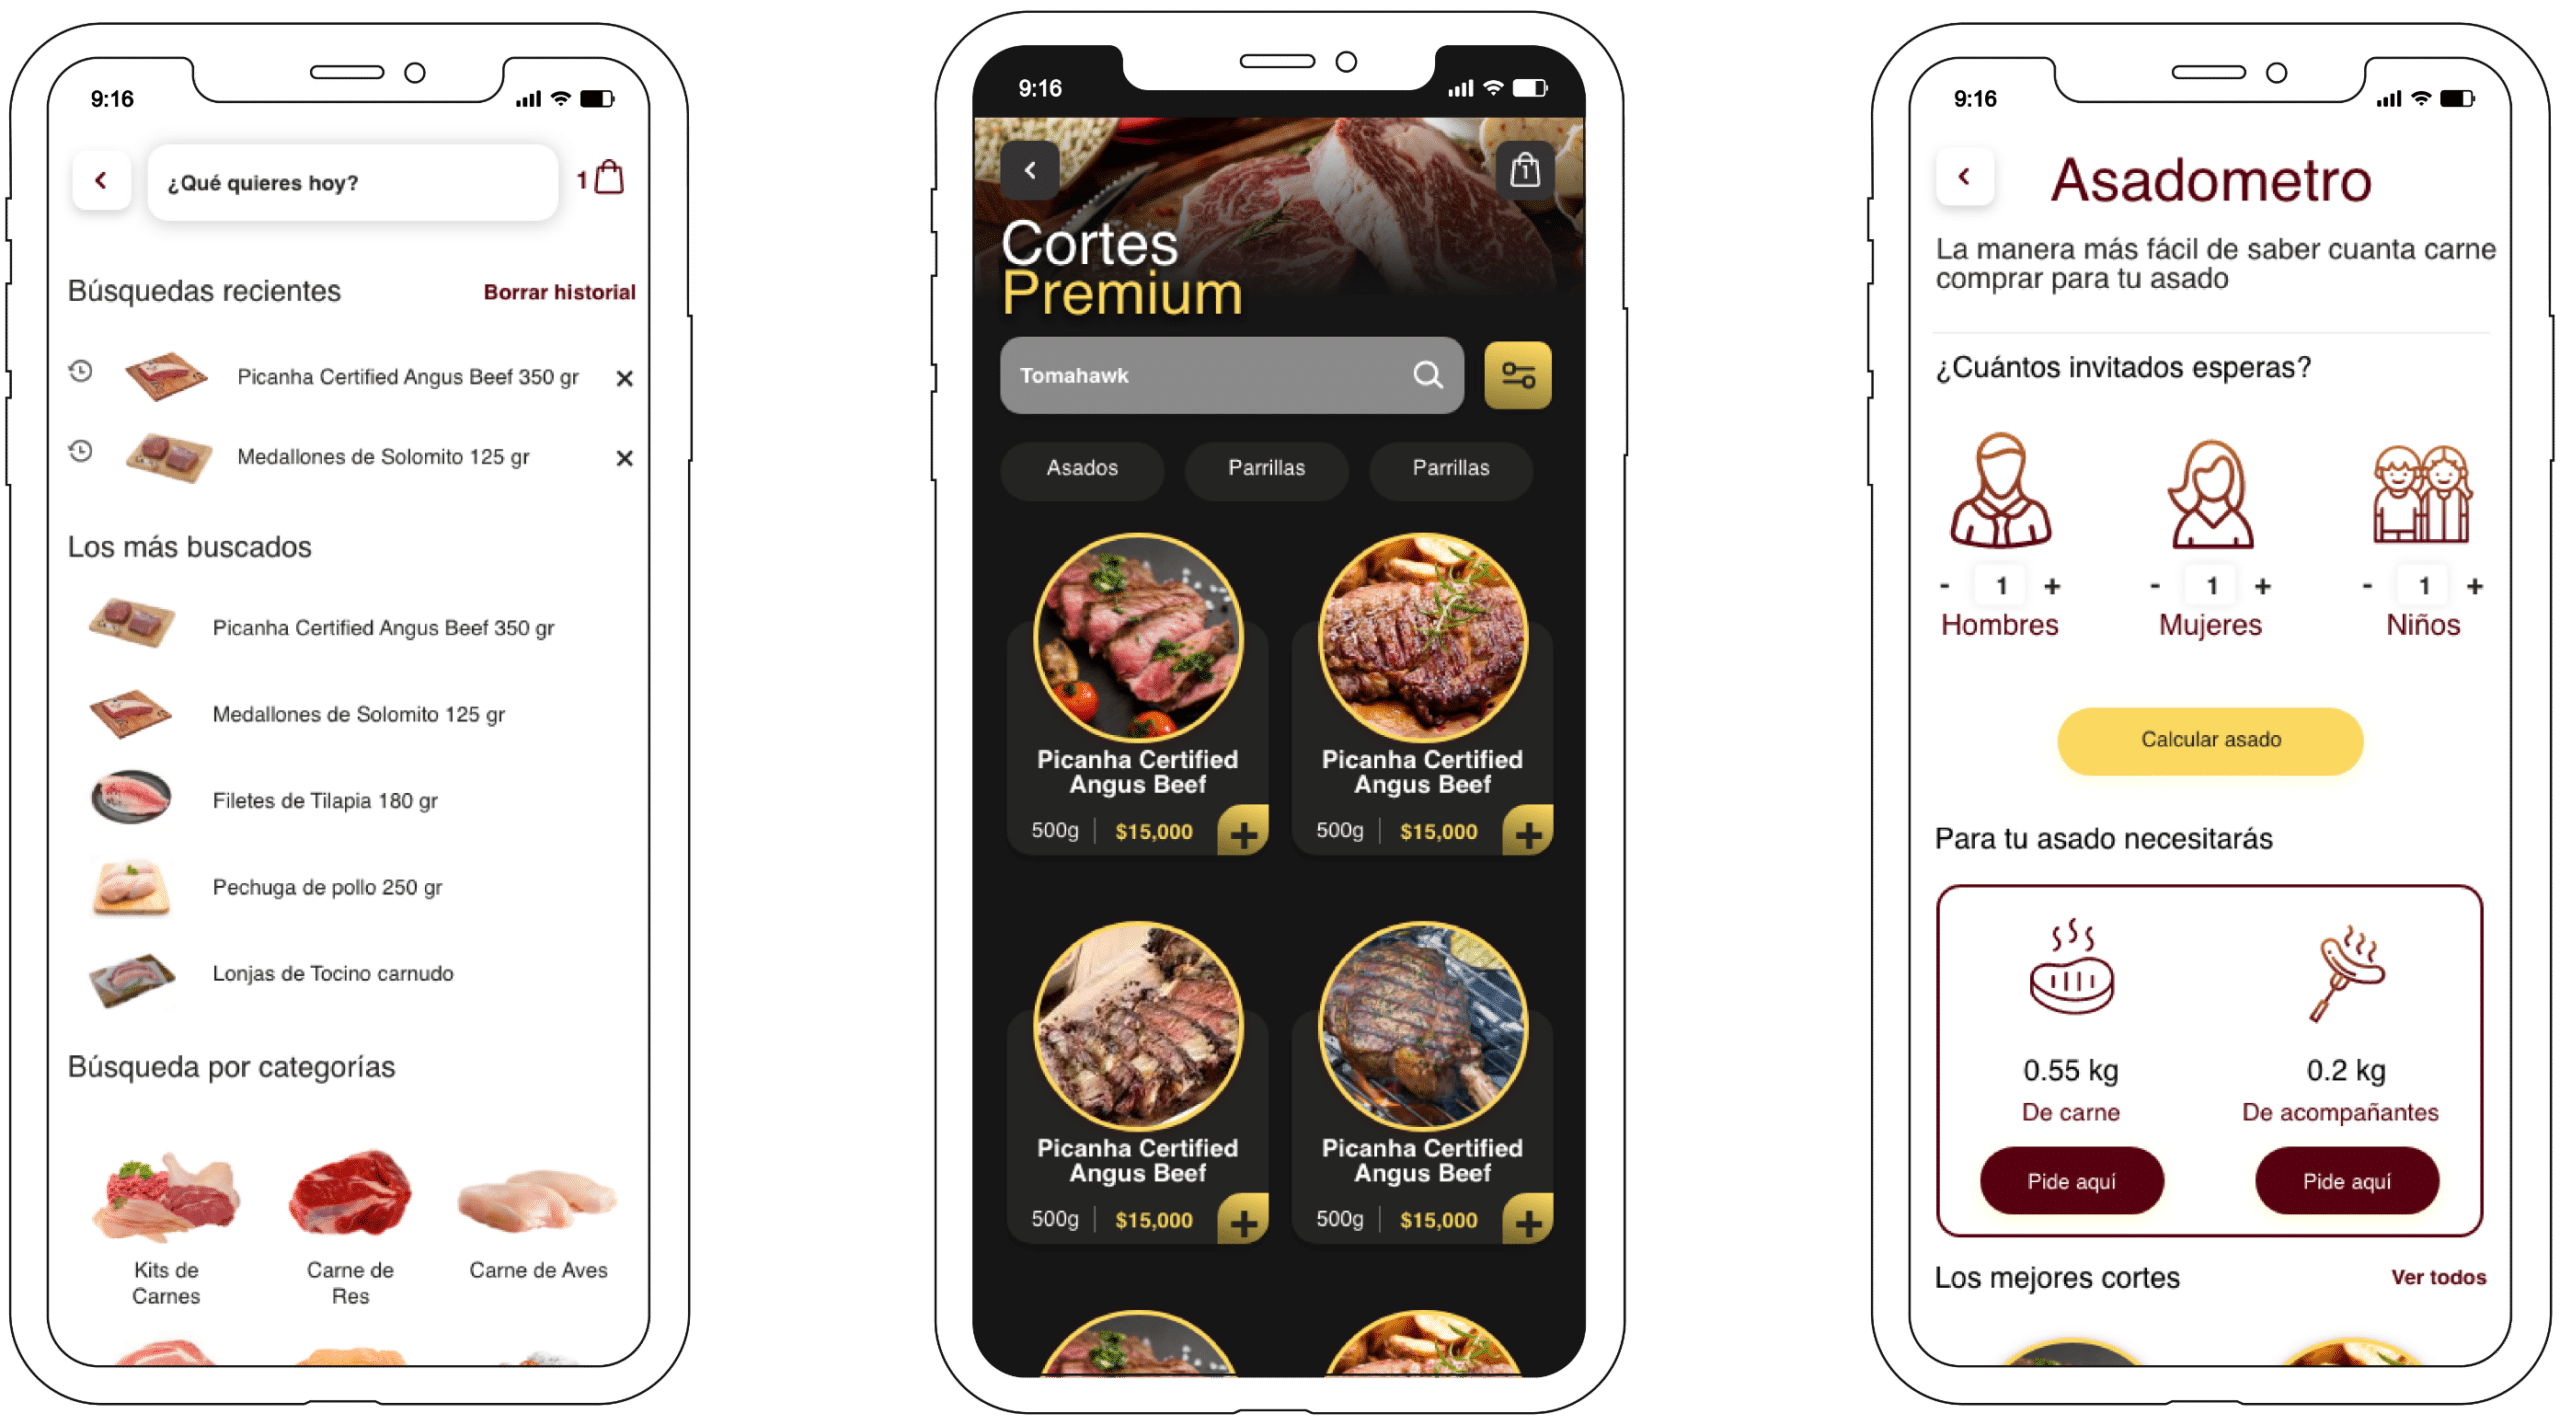 9:16
¿Qué quieres hoy?
1
Búsquedas recientes
Borrar historial
Picanha Certified Angus Beef 350 gr
Medallones de Solomito 125 gr
Los más buscados
Picanha Certified Angus Beef 350 gr
Medallones de Solomito 125 gr
Filetes de Tilapia 180 gr
Pechuga de pollo 250 gr
Lonjas de Tocino carnudo
Búsqueda por categorías
Kits de
Carnes
Carne de
Res
Carne de Aves
9:16
1
Cortes
Premium
Tomahawk
Asados
Parrillas
Parrillas
Picanha Certified
Angus Beef
500g
$15,000
+
Picanha Certified
Angus Beef
500g
$15,000
+
Picanha Certified
Angus Beef
500g
$15,000
+
Picanha Certified
Angus Beef
500g
$15,000
+
9:16
Asadometro
La manera más fácil de saber cuanta carne
comprar para tu asado
¿Cuántos invitados esperas?
- 1 +
Hombres
- 1 +
Mujeres
- 1 +
Niños
Calcular asado
Para tu asado necesitarás
0.55 kg
De carne
Pide aquí
0.2 kg
De acompañantes
Pide aquí
Los mejores cortes
Ver todos